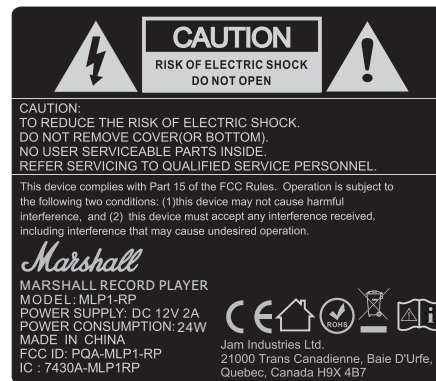 CAUTION
RISK OF ELECTRIC SHOCK
DO NOT OPEN
CAUTION:
TO REDUCE THE RISK OF ELECTRIC SHOCK.
DO NOT REMOVE COVER(OR BOTTOM).
NO USER SERVICEABLE PARTS INSIDE.
REFER SERVICING TO QUALIFIED SERVICE PERSONNEL.
This device complies with Part 15 of the FCC Rules. Operation is subject to
the following two conditions: (1)this device may not cause harmful
interference, and (2) this device must accept any interference received,
including interference that may cause undesired operation.
Marshall
MARSHALL RECORD PLAYER
MODEL: MLP1-RP
POWER SUPPLY: DC 12V 2A
POWER CONSUMPTION: 24W
MADE IN CHINA
FCC ID: PQA-MLP1-RP
IC : 7430A-MLP1RP
CE
ROHS
Jam Industries Ltd.
21000 Trans Canadienne, Baie D'Urfe,
Quebec, Canada H9X 4B7